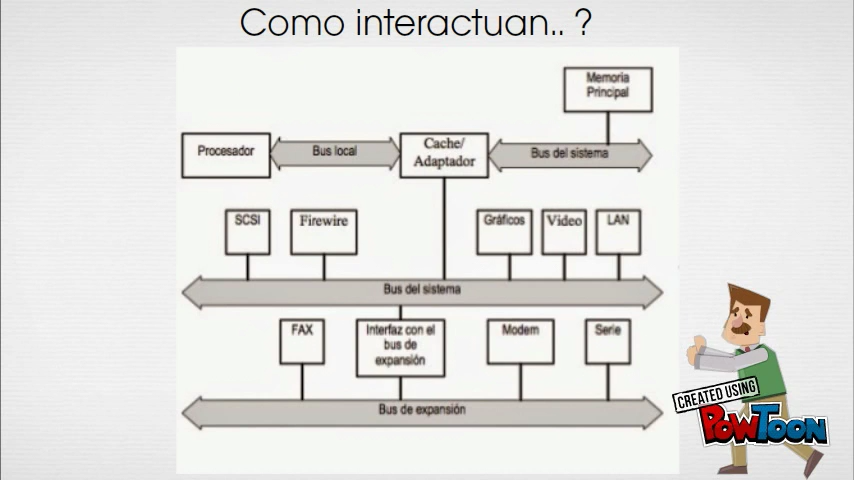 Como interactuan.. ?
Memoria
Principal
Procesador
Bus local
Cache/
Adaptador
Bus del sistema
SCSI
Firewire
Gráficos
Video
LAN
Bus del sistema
FAX
Interfaz con el
bus de
expansión
Modem
Serie
Bus de expansión
CREATED USING
POWTOON